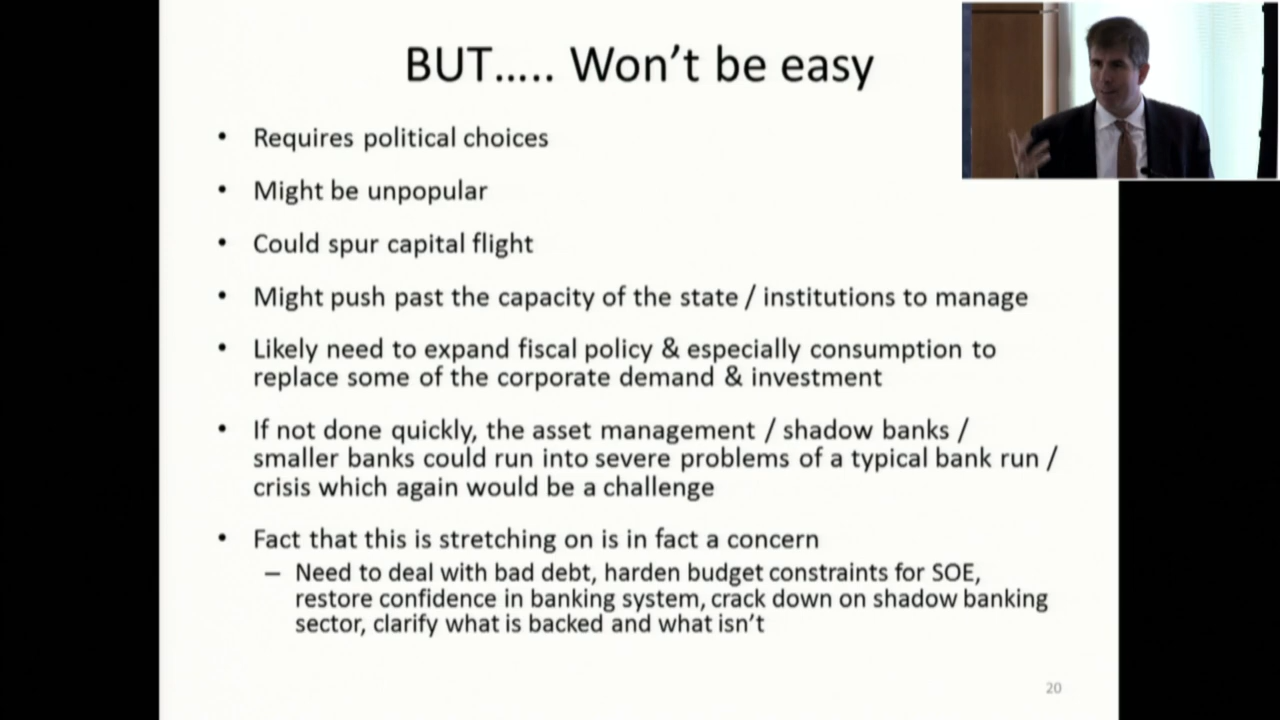 BUT..... Won't be easy
• Requires political choices
• Might be unpopular
• Could spur capital flight
• Might push past the capacity of the state / institutions to manage
• Likely need to expand fiscal policy & especially consumption to
replace some of the corporate demand & investment
• If not done quickly, the asset management / shadow banks /
smaller banks could run into severe problems of a typical bank run /
crisis which again would be a challenge
• Fact that this is stretching on is in fact a concern
– Need to deal with bad debt, harden budget constraints for SOE,
restore confidence in banking system, crack down on shadow banking
sector, clarify what is backed and what isn't
20